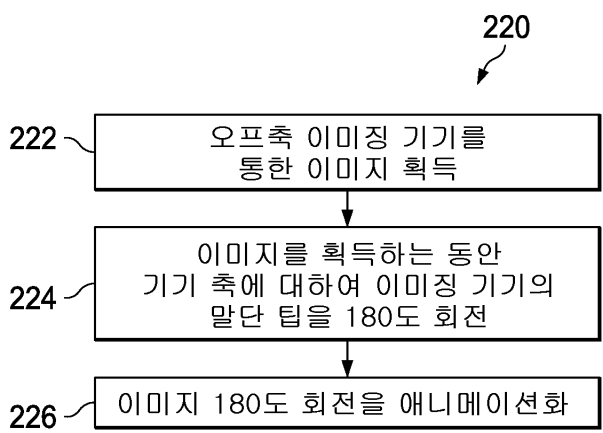 220
222
오프축 이미징 기기를
통한 이미지 획득
224
이미지를 획득하는 동안
기기 축에 대하여 이미징 기기의
말단 팁을 180도 회전
226
이미지 180도 회전을 애니메이션화